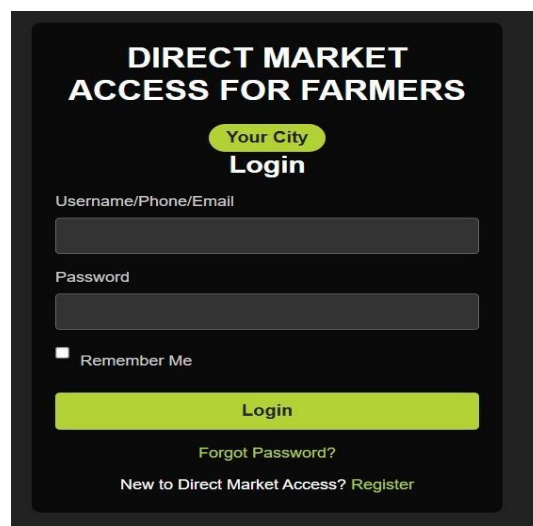 DIRECT MARKET
ACCESS FOR FARMERS
Your City
Login
Username/Phone/Email
Password
Remember Me
Login
Forgot Password?
New to Direct Market Access? Register